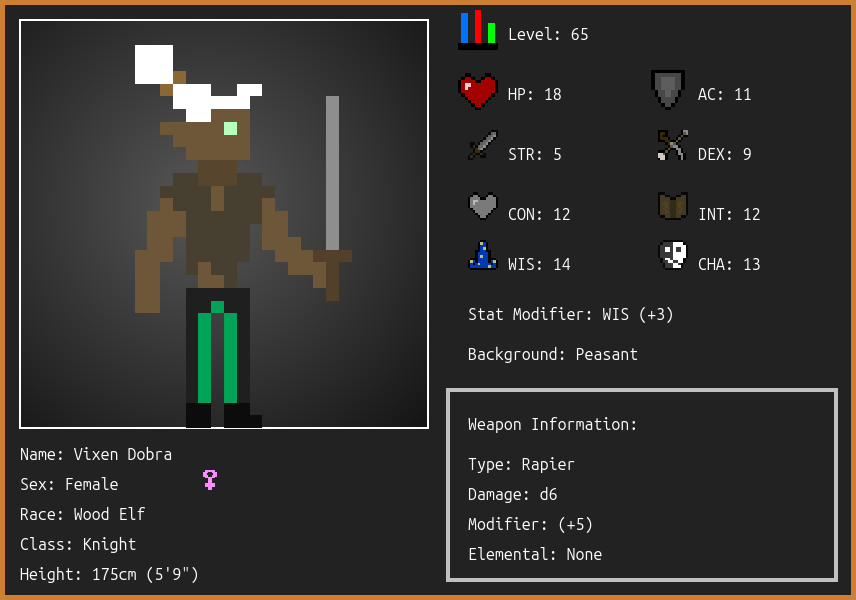 Level: 65
HP: 18
AC: 11
STR: 5
DEX: 9
CON: 12
INT: 12
WIS: 14
CHA: 13
Stat Modifier: WIS (+3)
Background: Peasant
Weapon Information:
Type: Rapier
Damage: d6
Modifier: (+5)
Elemental: None
Name: Vixen Dobra
Sex: Female
Race: Wood Elf
Class: Knight
Height: 175cm (5'9")